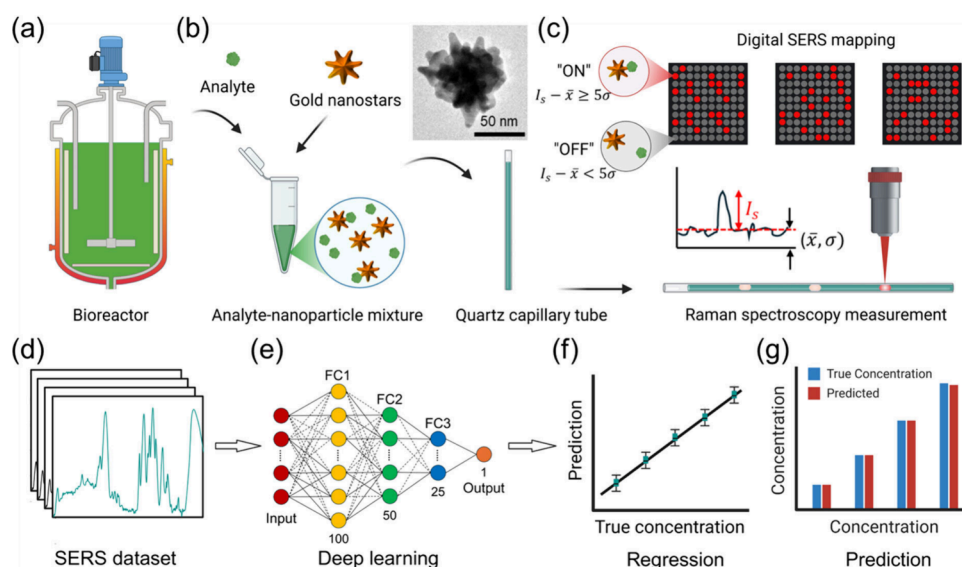 (a)
Bioreactor
(b)
Analyte
Gold nanostars
50 nm
Analyte-nanoparticle mixture
Quartz capillary tube
(c)
Digital SERS mapping
"ON"
I_s − x̄ ≥ 5σ
"OFF"
I_s − x̄ < 5σ
I_s
(x̄, σ)
Raman spectroscopy measurement
(d)
SERS dataset
(e)
FC1
FC2
FC3
1
Output
25
50
Input
100
Deep learning
(f)
Prediction
True concentration
Regression
(g)
True Concentration
Predicted
Concentration
Concentration
Prediction